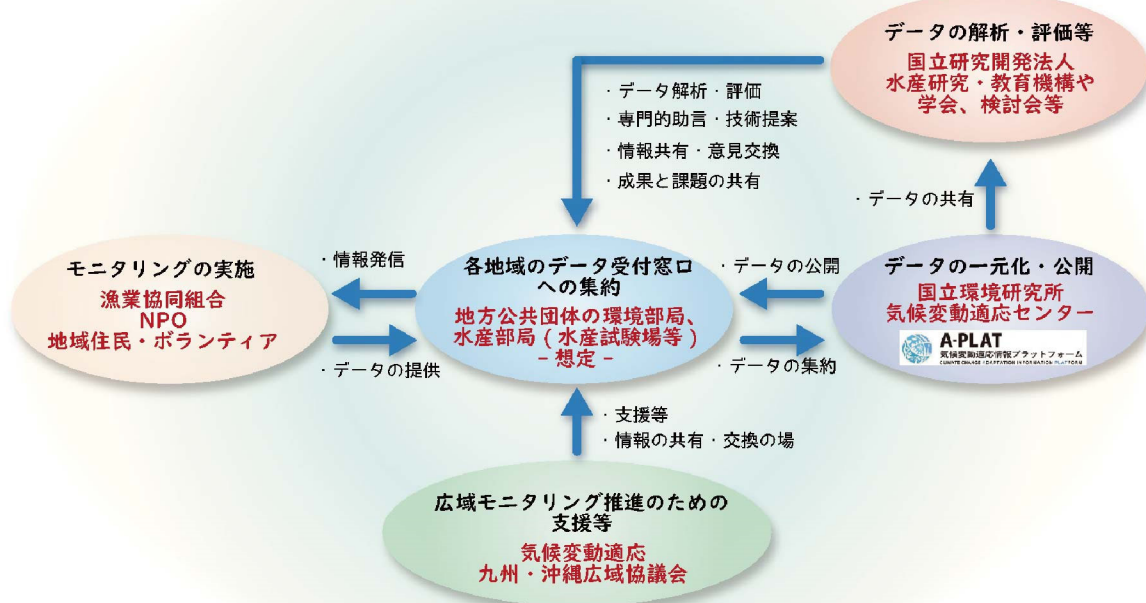 データの解析・評価等
国立研究開発法人
水産研究・教育機構や
学会、検討会等
・データ解析・評価
・専門的助言・技術提案
・情報共有・意見交換
・成果と課題の共有
・データの共有
モニタリングの実施
漁業協同組合
NPO
地域住民・ボランティア
・情報発信
・データの提供
各地域のデータ受付窓口
への集約
地方公共団体の環境部局、
水産部局(水産試験場等)
- 想定 -
・データの公開
・データの集約
データの一元化・公開
国立環境研究所
気候変動適応センター
A-PLAT
気候変動適応情報プラットフォーム
CLIMATE CHANGE ADAPTATION INFORMATION PLATFORM
・支援等
・情報の共有・交換の場
広域モニタリング推進のための
支援等
気候変動適応
九州・沖縄広域協議会